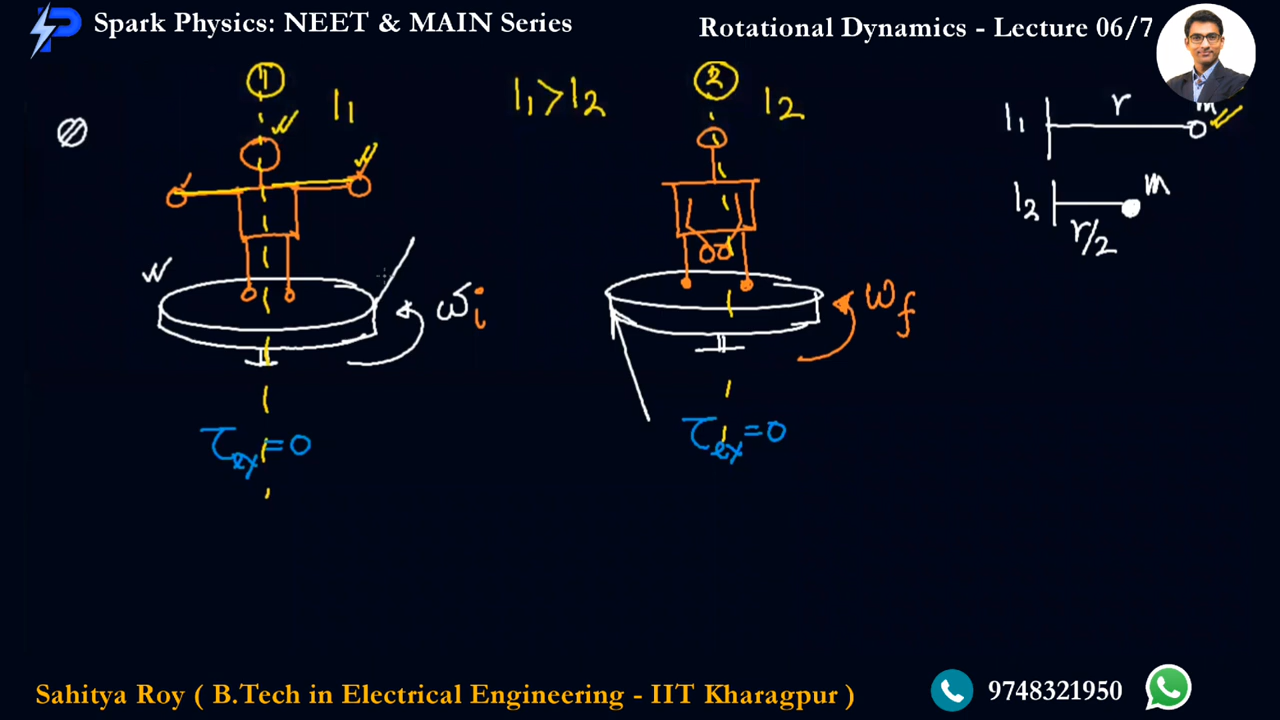 Spark Physics: NEET & MAIN Series
Rotational Dynamics - Lecture 06/7
①
I₁
I₁>I₂
②
I₂
I₁
r
m
I₂
m
r/2
W
ωi
ωf
τex=0
τex=0
Sahitya Roy ( B.Tech in Electrical Engineering - IIT Kharagpur )
9748321950